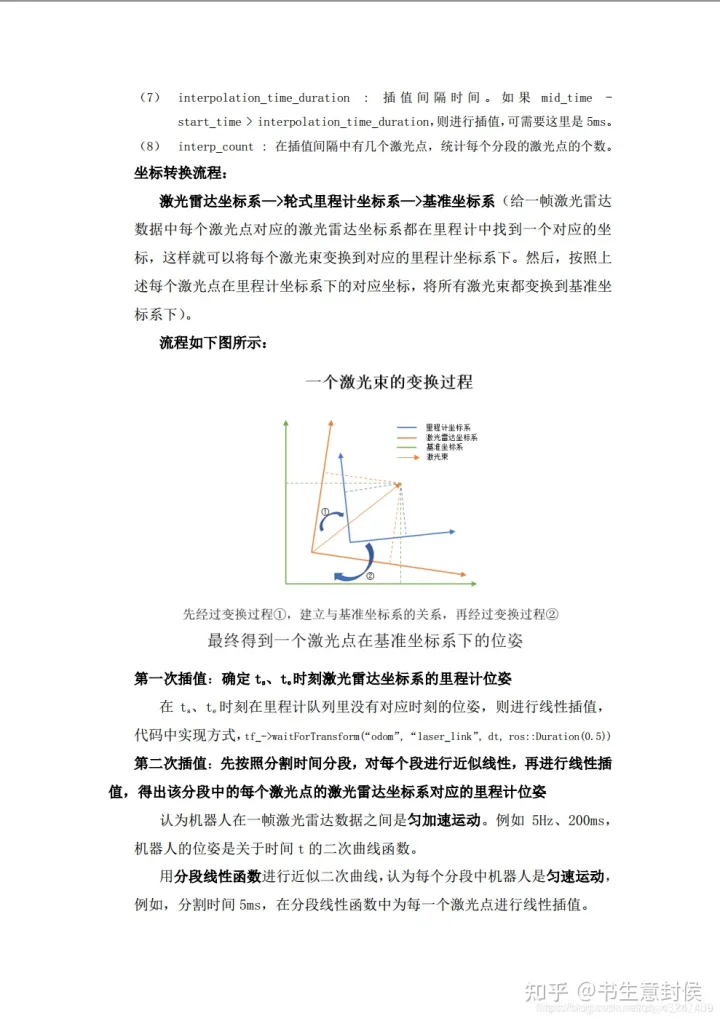 （7） interpolation_time_duration : 插值间隔时间。如果 mid_time -
start_time > interpolation_time_duration,则进行插值,可需要这里是 5ms。
（8） interp_count : 在插值间隔中有几个激光点，统计每个分段的激光点的个数。
坐标转换流程:
激光雷达坐标系—>轮式里程计坐标系—>基准坐标系（给一帧激光雷达
数据中每个激光点对应的激光雷达坐标系都在里程计中找到一个对应的坐
标，这样就可以将每个激光束变换到对应的里程计坐标系下。然后，按照上
述每个激光点在里程计坐标系下的对应坐标，将所有激光束都变换到基准坐
标系下）。
流程如下图所示:
一个激光束的变换过程
里程计坐标系
激光雷达坐标系
基准坐标系
激光束
①
②
先经过变换过程①，建立与基准坐标系的关系，再经过变换过程②
最终得到一个激光点在基准坐标系下的位姿
第一次插值：确定 tₛ、tₑ时刻激光雷达坐标系的里程计位姿
在 tₛ、tₑ时刻在里程计队列里没有对应时刻的位姿，则进行线性插值，
代码中实现方式，tf_->waitForTransform(“odom”, “laser_link”, dt, ros::Duration(0.5))
第二次插值：先按照分割时间分段，对每个段进行近似线性，再进行线性插
值，得出该分段中的每个激光点的激光雷达坐标系对应的里程计位姿
认为机器人在一帧激光雷达数据之间是匀加速运动。例如 5Hz、200ms，
机器人的位姿是关于时间 t 的二次曲线函数。
用分段线性函数进行近似二次曲线，认为每个分段中机器人是匀速运动，
例如，分割时间 5ms，在分段线性函数中为每一个激光点进行线性插值。
知乎 @书生意封侯